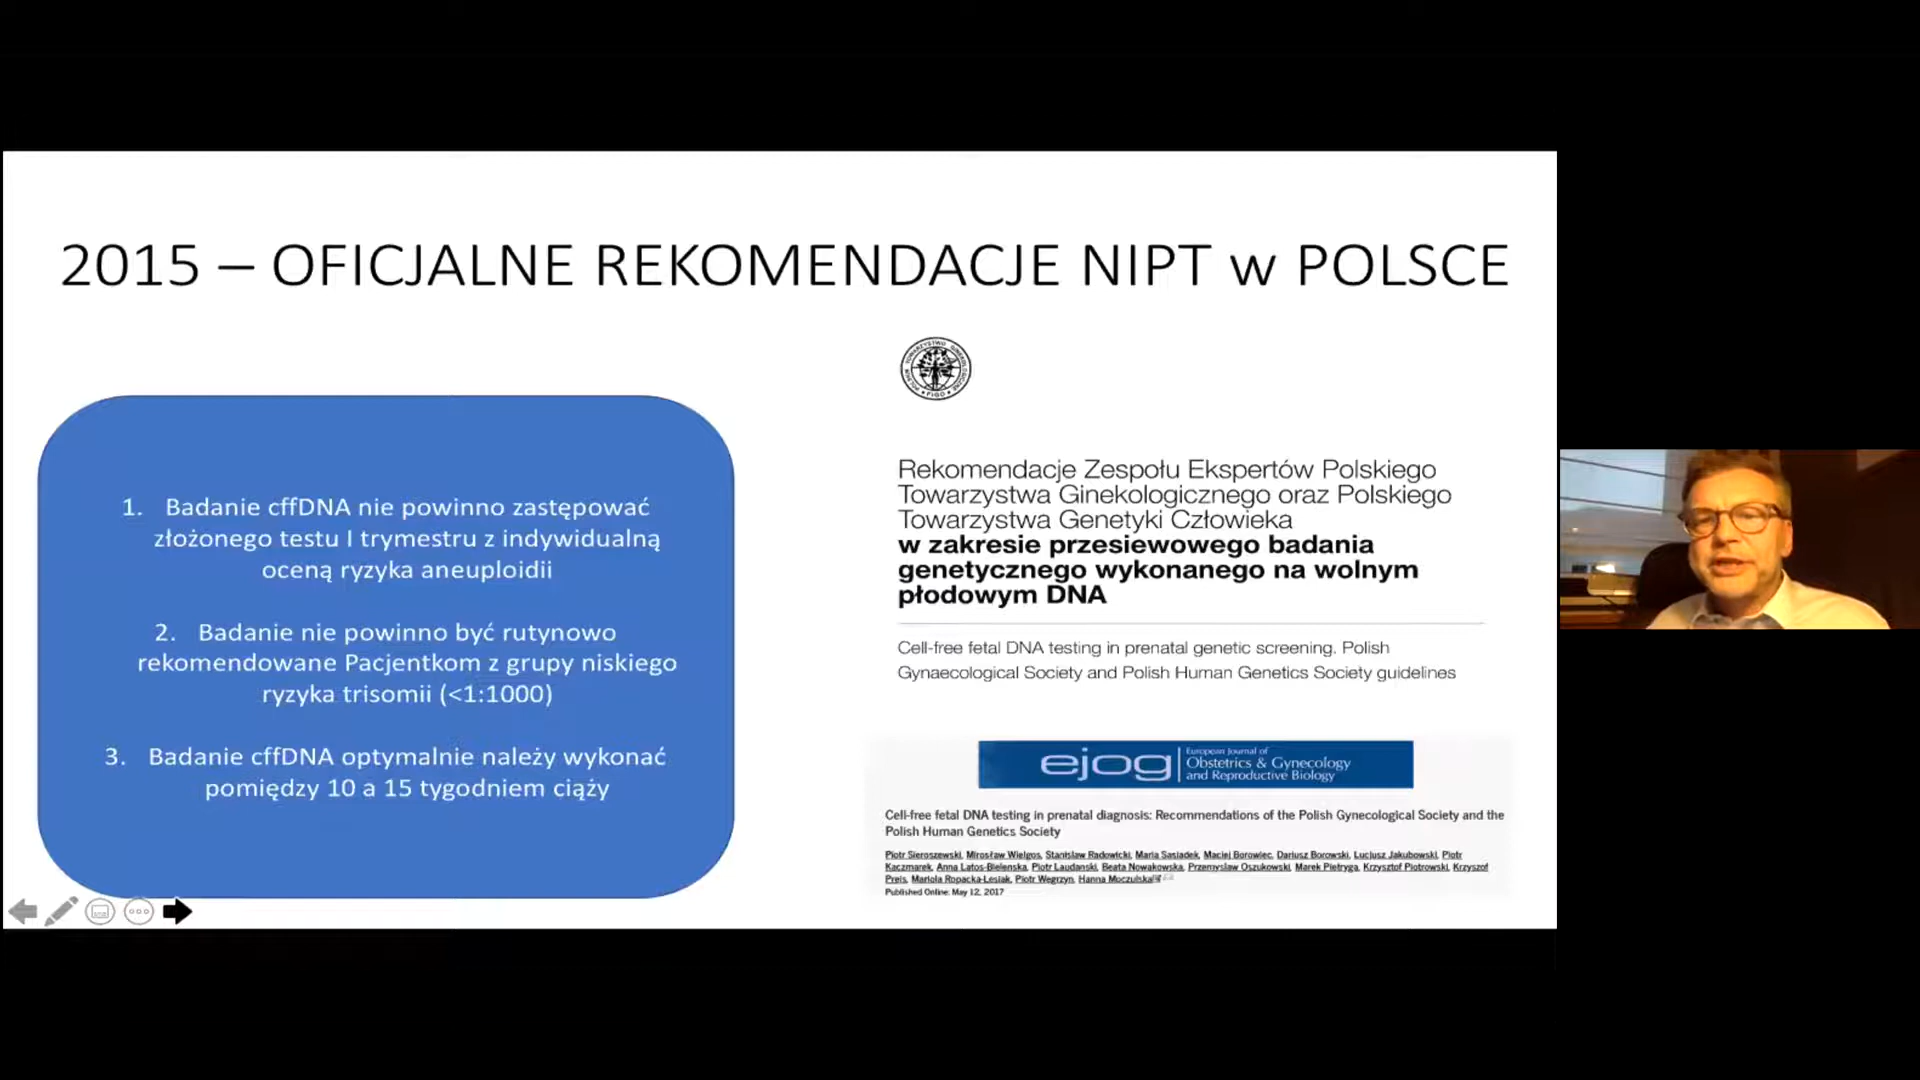 2015 – OFICJALNE REKOMENDACJE NIPT w POLSCE
1. Badanie cffDNA nie powinno zastępować
złożonego testu I trymestru z indywidualną
oceną ryzyka aneuploidii
2. Badanie nie powinno być rutynowo
rekomendowane Pacjentkom z grupy niskiego
ryzyka trisomii (<1:1000)
3. Badanie cffDNA optymalnie należy wykonać
pomiędzy 10 a 15 tygodniem ciąży
Rekomendacje Zespołu Ekspertów Polskiego
Towarzystwa Ginekologicznego oraz Polskiego
Towarzystwa Genetyki Człowieka
w zakresie przesiewowego badania
genetycznego wykonanego na wolnym
płodowym DNA
Cell-free fetal DNA testing in prenatal genetic screening. Polish
Gynaecological Society and Polish Human Genetics Society guidelines
ejog
European Journal of
Obstetrics & Gynecology
and Reproductive Biology
Cell-free fetal DNA testing in prenatal diagnosis: Recommendations of the Polish Gynecological Society and the
Polish Human Genetics Society
Piotr Sieroszewski, Mirosław Wielgos, Stanisław Radowicki, Maria Sasiadek, Maciej Borowiec, Dariusz Borowski, Lucjusz Jakubowski, Piotr
Kaczmarek, Anna Latos-Bielenska, Piotr Laudanski, Beata Nowakowska, Przemysław Oszukowski, Marek Pietryga, Krzysztof Piotrowski, Krzysztof
Preis, Mariola Ropacka-Lesiak, Piotr Wegrzyn, Hanna Moczulska
Published Online: May 12, 2017